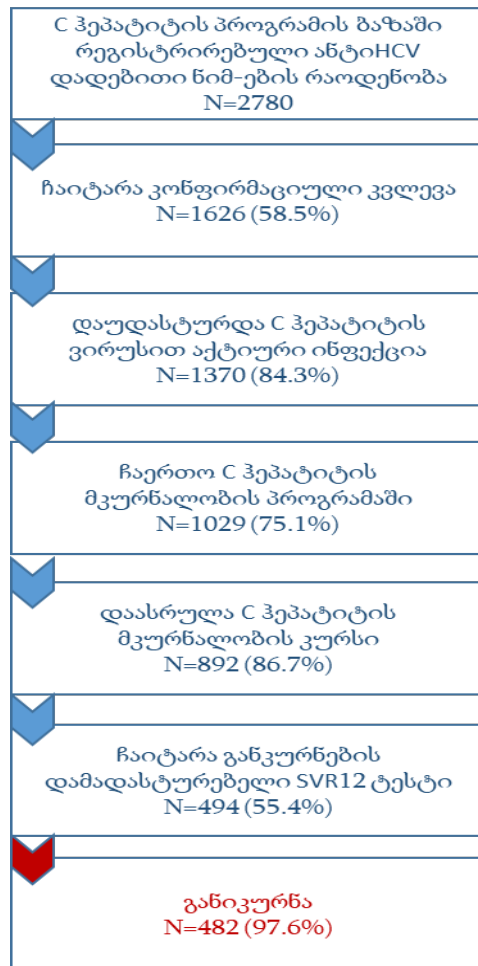 C ჰეპატიტის პროგრამის ბაზაში
რეგისტრირებული ანტიHCV
დადებითი ნიმ-ების რაოდენობა
N=2780
ჩაიტარა კონფირმაციული კვლევა
N=1626 (58.5%)
დაუდასტურდა C ჰეპატიტის
ვირუსით აქტიური ინფექცია
N=1370 (84.3%)
ჩაერთო C ჰეპატიტის
მკურნალობის პროგრამაში
N=1029 (75.1%)
დაასრულა C ჰეპატიტის
მკურნალობის კურსი
N=892 (86.7%)
ჩაიტარა განკურნების
დამადასტურებელი SVR12 ტესტი
N=494 (55.4%)
განიკურნა
N=482 (97.6%)